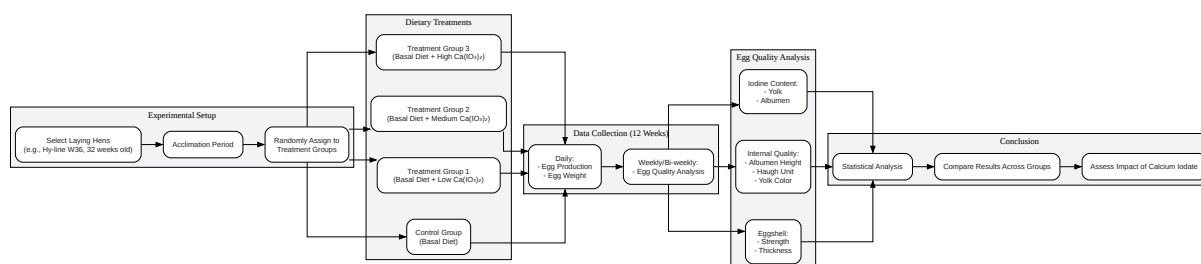 Experimental Setup
Select Laying Hens
(e.g., Hy-line W36, 32 weeks old)
Acclimation Period
Randomly Assign to
Treatment Groups
Dietary Treatments
Treatment Group 3
(Basal Diet + High Ca(IO₃)₂)
Treatment Group 2
(Basal Diet + Medium Ca(IO₃)₂)
Treatment Group 1
(Basal Diet + Low Ca(IO₃)₂)
Control Group
(Basal Diet)
Data Collection (12 Weeks)
Daily:
- Egg Production
- Egg Weight
Weekly/Bi-weekly:
- Egg Quality Analysis
Egg Quality Analysis
Iodine Content:
- Yolk
- Albumen
Internal Quality:
- Albumen Height
- Haugh Unit
- Yolk Color
Eggshell:
- Strength
- Thickness
Conclusion
Statistical Analysis
Compare Results Across Groups
Assess Impact of Calcium Iodate